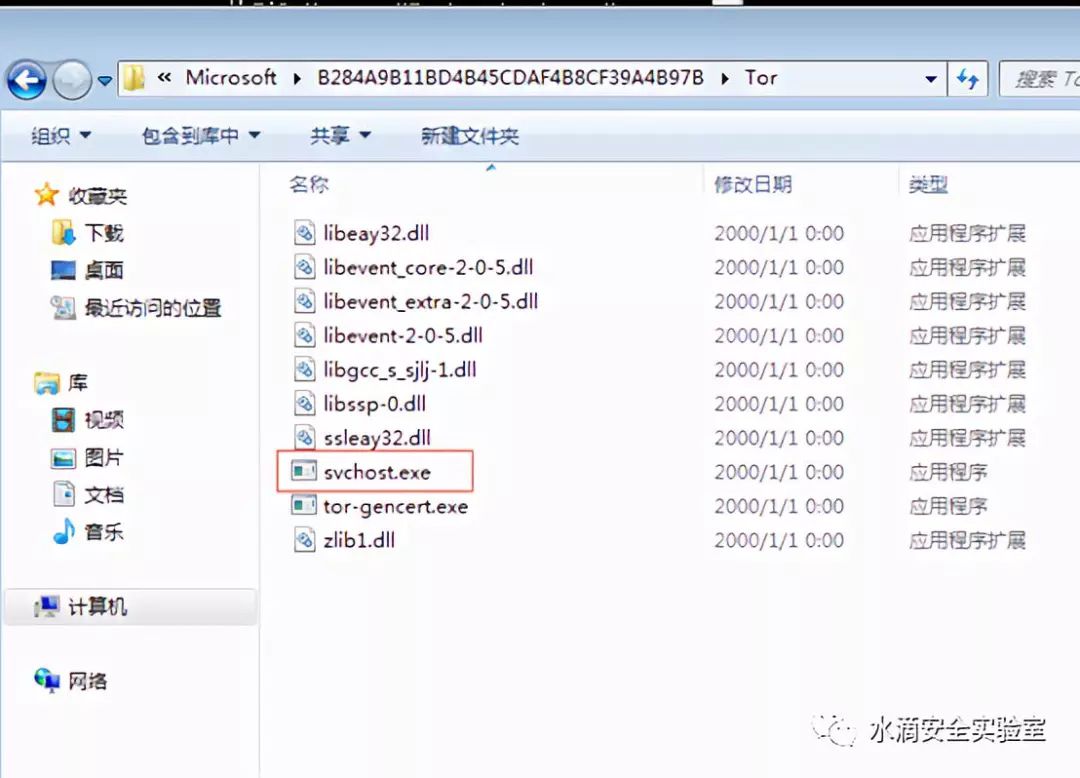 « Microsoft B284A9B11BD4B45CDAF4B8CF39A4B97B Tor 搜索 To
组织 包含到库中 共享 新建文件夹
名称 修改日期 类型
收藏夹
下载
桌面
最近访问的位置
库
视频
图片
文档
音乐
计算机
网络
libeay32.dll 2000/1/1 0:00 应用程序扩展
libevent_core-2-0-5.dll 2000/1/1 0:00 应用程序扩展
libevent_extra-2-0-5.dll 2000/1/1 0:00 应用程序扩展
libevent-2-0-5.dll 2000/1/1 0:00 应用程序扩展
libgcc_s_sjlj-1.dll 2000/1/1 0:00 应用程序扩展
libssp-0.dll 2000/1/1 0:00 应用程序扩展
ssleay32.dll 2000/1/1 0:00 应用程序扩展
svchost.exe 2000/1/1 0:00 应用程序
tor-gencert.exe 2000/1/1 0:00 应用程序
zlib1.dll 2000/1/1 0:00 应用程序扩展
水滴安全实验室